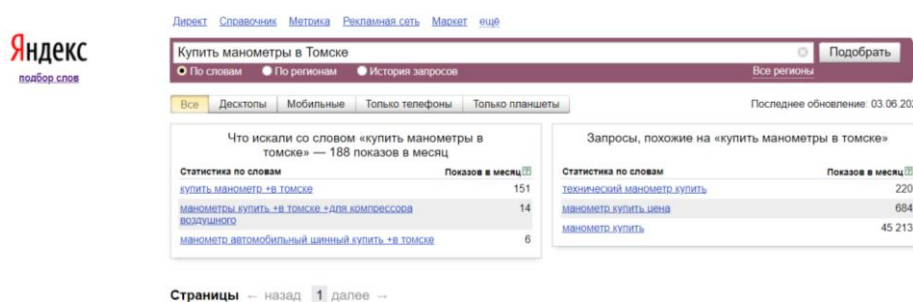 Директ Справочник Метрика Рекламная сеть Маркет ещё
Яндекс
подбор слов
Купить манометры в Томске
Подобрать
По словам По регионам История запросов Все регионы
Все Десктопы Мобильные Только телефоны Только планшеты
Последнее обновление: 03.06.20
Что искали со словом «купить манометры в
томске» — 188 показов в месяц
Статистика по словам Показов в месяц
купить манометр +в томске 151
манометры купить +в томске +для компрессора
воздушного 14
манометр автомобильный шинный купить +в томске 6
Запросы, похожие на «купить манометры в томске»
Статистика по словам Показов в месяц
технический манометр купить 220
манометр купить цена 684
манометр купить 45 213
Страницы ← назад 1 далее →